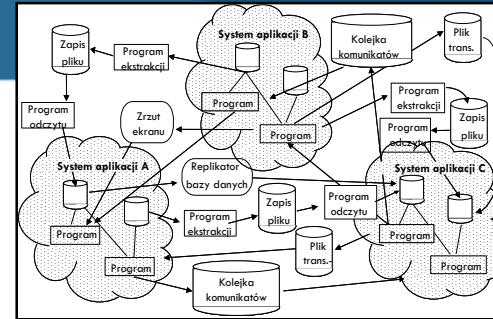 System aplikacji B
Kolejka
komunikatów
Plik
trans.
Zapis
pliku
Program
ekstrakcji
Program
ekstrakcji
Zapis
pliku
Program
odczytu
Zrzut
ekranu
Program
Program
Program
odczytu
System aplikacji A
Replikator
bazy danych
System aplikacji C
Program
ekstrakcji
Zapis
pliku
Program
odczytu
Program
Program
Plik
trans.-
Program
Program
Kolejka
komunikatów